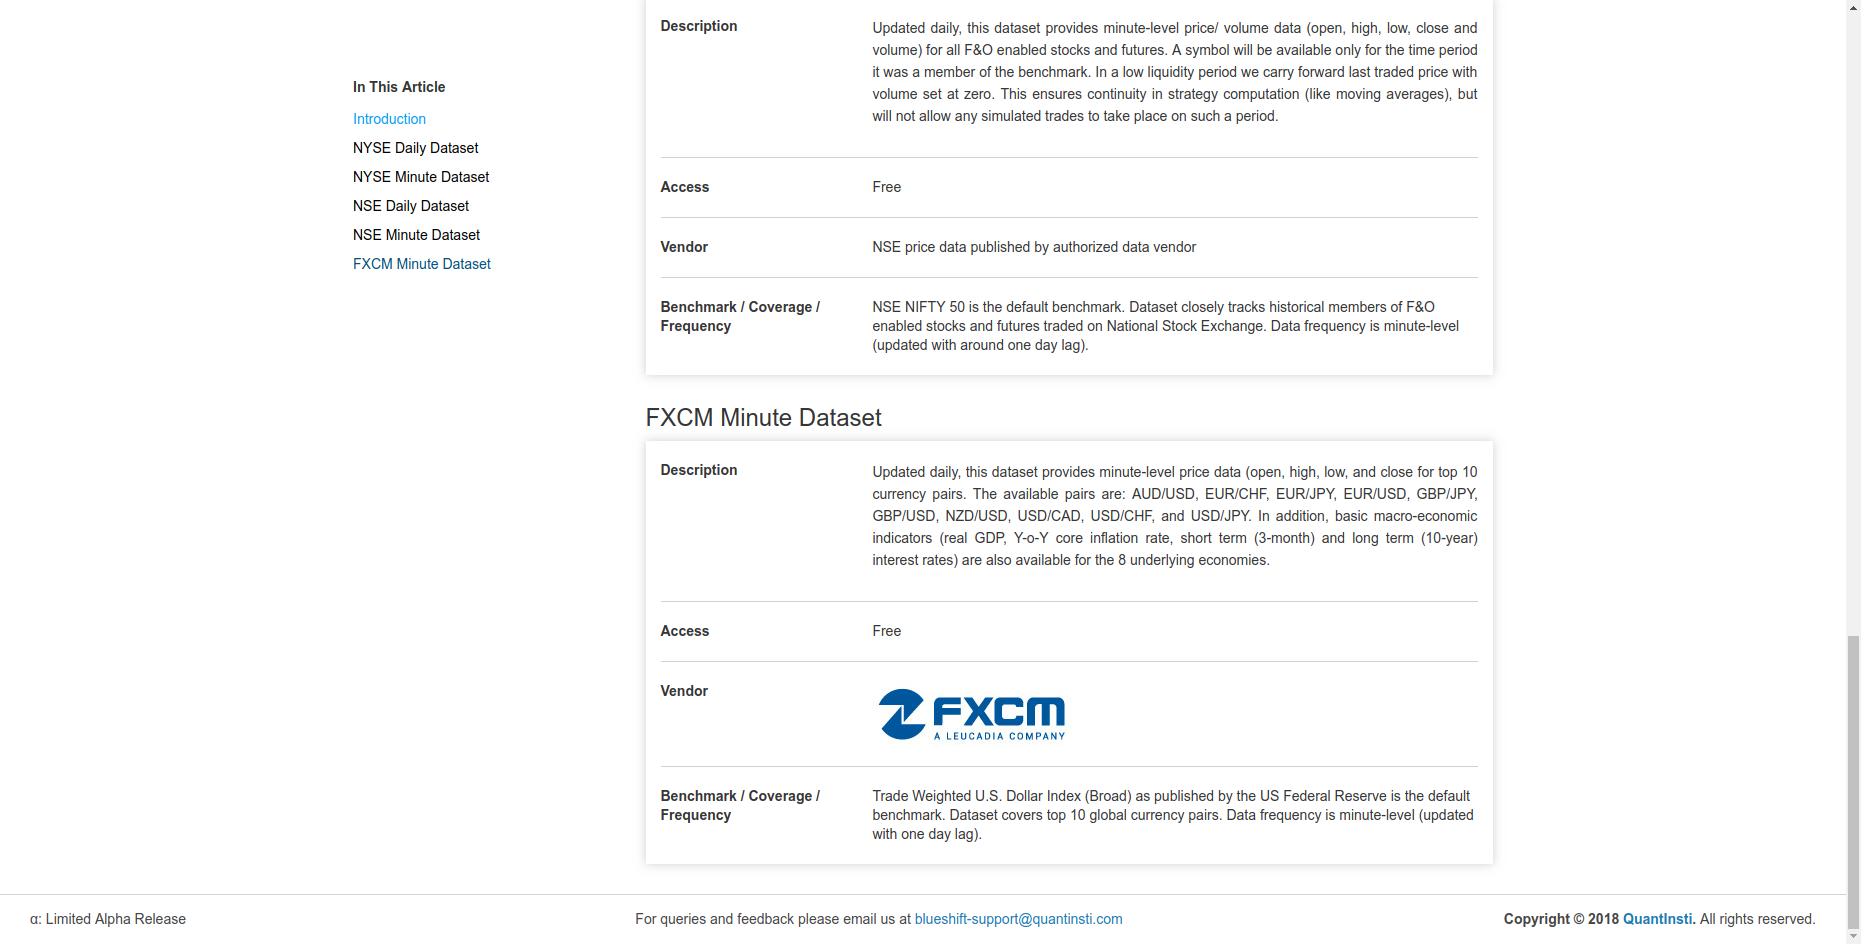 In This Article
Introduction
NYSE Daily Dataset
NYSE Minute Dataset
NSE Daily Dataset
NSE Minute Dataset
FXCM Minute Dataset
Description
Updated daily, this dataset provides minute-level price/ volume data (open, high, low, close and
volume) for all F&O enabled stocks and futures. A symbol will be available only for the time period
it was a member of the benchmark. In a low liquidity period we carry forward last traded price with
volume set at zero. This ensures continuity in strategy computation (like moving averages), but
will not allow any simulated trades to take place on such a period.
Access
Free
Vendor
NSE price data published by authorized data vendor
Benchmark / Coverage /
Frequency
NSE NIFTY 50 is the default benchmark. Dataset closely tracks historical members of F&O
enabled stocks and futures traded on National Stock Exchange. Data frequency is minute-level
(updated with around one day lag).
FXCM Minute Dataset
Description
Updated daily, this dataset provides minute-level price data (open, high, low, and close for top 10
currency pairs. The available pairs are: AUD/USD, EUR/CHF, EUR/JPY, EUR/USD, GBP/JPY,
GBP/USD, NZD/USD, USD/CAD, USD/CHF, and USD/JPY. In addition, basic macro-economic
indicators (real GDP, Y-o-Y core inflation rate, short term (3-month) and long term (10-year)
interest rates) are also available for the 8 underlying economies.
Access
Free
Vendor
FXCM
A LEUCADIA COMPANY
Benchmark / Coverage /
Frequency
Trade Weighted U.S. Dollar Index (Broad) as published by the US Federal Reserve is the default
benchmark. Dataset covers top 10 global currency pairs. Data frequency is minute-level (updated
with one day lag).
α: Limited Alpha Release
For queries and feedback please email us at blueshift-support@quantinsti.com
Copyright © 2018 QuantInsti. All rights reserved.